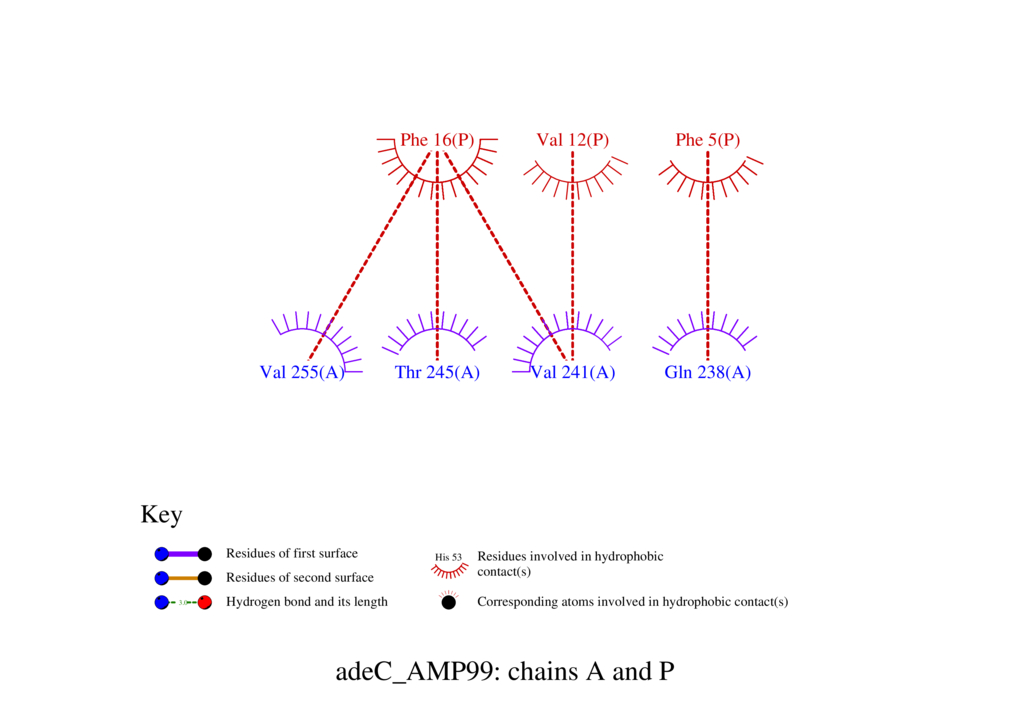 Phe 16(P) Val 12(P) Phe 5(P)
Val 255(A) Thr 245(A) Val 241(A) Gln 238(A)
Key
Residues of first surface
Residues of second surface
3.0
Hydrogen bond and its length
His 53
Residues involved in hydrophobic
contact(s)
Corresponding atoms involved in hydrophobic contact(s)
adeC_AMP99: chains A and P